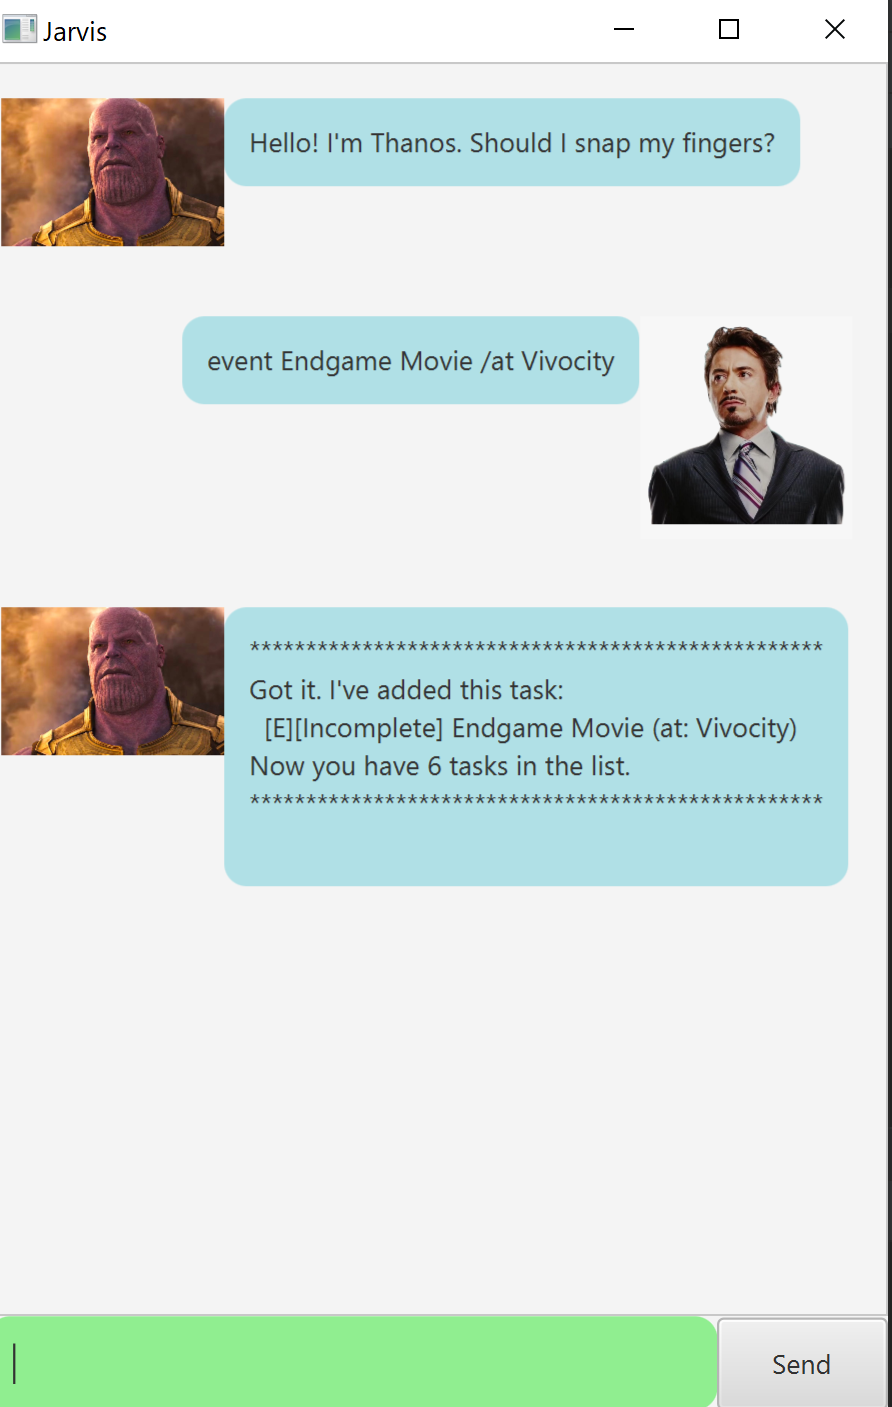 Jarvis
Hello! I'm Thanos. Should I snap my fingers?
event Endgame Movie /at Vivocity
**************************************************
Got it. I've added this task:
[E][Incomplete] Endgame Movie (at: Vivocity)
Now you have 6 tasks in the list.
**************************************************
Send